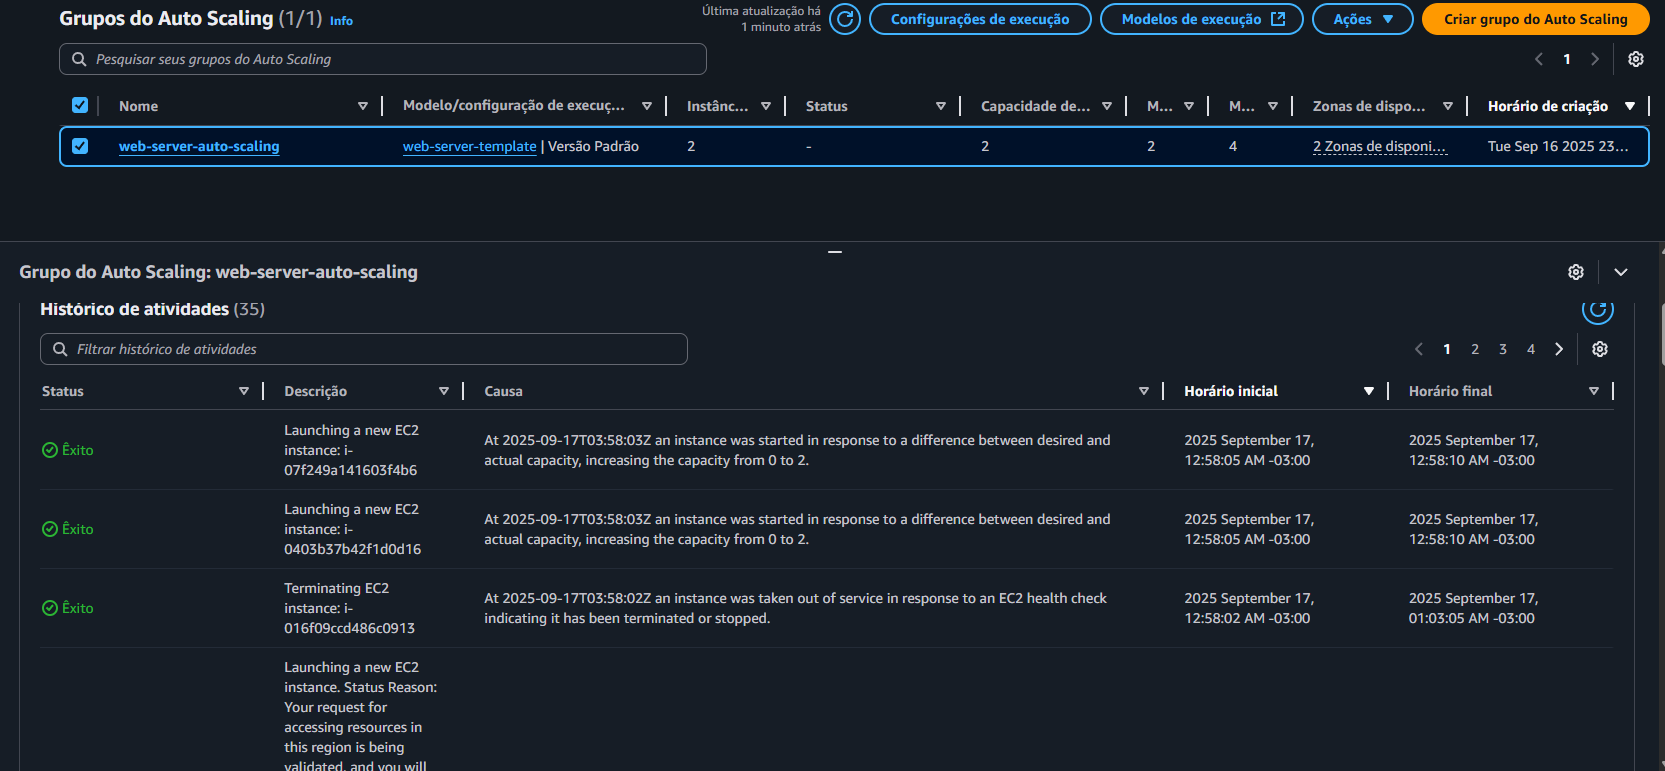 Grupos do Auto Scaling (1/1) Info
Última atualização há
1 minuto atrás
Configurações de execução
Modelos de execução
Ações
Criar grupo do Auto Scaling
Pesquisar seus grupos do Auto Scaling
1
Nome
Modelo/configuração de execuç...
Instânc...
Status
Capacidade de...
M...
M...
Zonas de dispo...
Horário de criação
web-server-auto-scaling
web-server-template | Versão Padrão
2
-
2
2
4
2 Zonas de disponi...
Tue Sep 16 2025 23...
Grupo do Auto Scaling: web-server-auto-scaling
Histórico de atividades (35)
Filtrar histórico de atividades
1 2 3 4
Status
Descrição
Causa
Horário inicial
Horário final
Êxito
Launching a new EC2
instance: i-
07f249a141603f4b6
At 2025-09-17T03:58:03Z an instance was started in response to a difference between desired and
actual capacity, increasing the capacity from 0 to 2.
2025 September 17,
12:58:05 AM -03:00
2025 September 17,
12:58:10 AM -03:00
Êxito
Launching a new EC2
instance: i-
0403b37b42f1d0d16
At 2025-09-17T03:58:03Z an instance was started in response to a difference between desired and
actual capacity, increasing the capacity from 0 to 2.
2025 September 17,
12:58:05 AM -03:00
2025 September 17,
12:58:10 AM -03:00
Êxito
Terminating EC2
instance: i-
016f09ccd486c0913
At 2025-09-17T03:58:02Z an instance was taken out of service in response to an EC2 health check
indicating it has been terminated or stopped.
2025 September 17,
12:58:02 AM -03:00
2025 September 17,
01:03:05 AM -03:00
Launching a new EC2
instance. Status Reason:
Your request for
accessing resources in
this region is being
validated, and you will